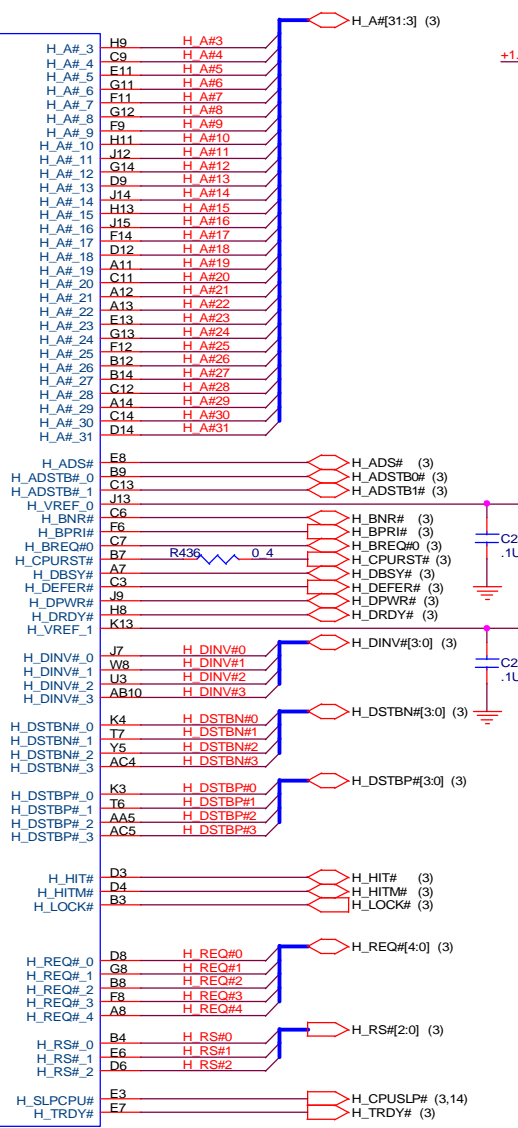 H_A#[31:3] (3)
+1.
H_A#_3 H9 H_A#3
H_A#_4 C9 H_A#4
H_A#_5 E11 H_A#5
H_A#_6 G11 H_A#6
H_A#_7 F11 H_A#7
H_A#_8 G12 H_A#8
H_A#_9 F9 H_A#9
H_A#_10 H11 H_A#10
H_A#_11 J12 H_A#11
H_A#_12 G14 H_A#12
H_A#_13 D9 H_A#13
H_A#_14 J14 H_A#14
H_A#_15 H13 H_A#15
H_A#_16 J15 H_A#16
H_A#_17 F14 H_A#17
H_A#_18 D12 H_A#18
H_A#_19 A11 H_A#19
H_A#_20 C11 H_A#20
H_A#_21 A12 H_A#21
H_A#_22 A13 H_A#22
H_A#_23 E13 H_A#23
H_A#_24 G13 H_A#24
H_A#_25 F12 H_A#25
H_A#_26 B12 H_A#26
H_A#_27 B14 H_A#27
H_A#_28 C12 H_A#28
H_A#_29 A14 H_A#29
H_A#_30 C14 H_A#30
H_A#_31 D14 H_A#31
H_ADS# E8 H_ADS# (3)
H_ADSTB#_0 B9 H_ADSTB0# (3)
H_ADSTB#_1 C13 H_ADSTB1# (3)
H_VREF_0 J13
H_BNR# C6 H_BNR# (3)
H_BPRI# F6 H_BPRI# (3)
H_BREQ#0 C7 H_BREQ#0 (3)
H_CPURST# B7 R436 0_4 H_CPURST# (3)
H_DBSY# A7 H_DBSY# (3)
H_DEFER# C3 H_DEFER# (3)
H_DPWR# J9 H_DPWR# (3)
H_DRDY# H8 H_DRDY# (3)
H_VREF_1 K13
C2
.1U
H_DINV#[3:0] (3)
H_DINV#_0 J7 H_DINV#0
H_DINV#_1 W8 H_DINV#1
H_DINV#_2 U3 H_DINV#2
H_DINV#_3 AB10 H_DINV#3
C2
.1U
H_DSTBN#[3:0] (3)
H_DSTBN#_0 K4 H_DSTBN#0
H_DSTBN#_1 T7 H_DSTBN#1
H_DSTBN#_2 Y5 H_DSTBN#2
H_DSTBN#_3 AC4 H_DSTBN#3
H_DSTBP#[3:0] (3)
H_DSTBP#_0 K3 H_DSTBP#0
H_DSTBP#_1 T6 H_DSTBP#1
H_DSTBP#_2 AA5 H_DSTBP#2
H_DSTBP#_3 AC5 H_DSTBP#3
H_HIT# D3 H_HIT# (3)
H_HITM# D4 H_HITM# (3)
H_LOCK# B3 H_LOCK# (3)
H_REQ#[4:0] (3)
H_REQ#_0 D8 H_REQ#0
H_REQ#_1 G8 H_REQ#1
H_REQ#_2 B8 H_REQ#2
H_REQ#_3 F8 H_REQ#3
H_REQ#_4 A8 H_REQ#4
H_RS#[2:0] (3)
H_RS#_0 B4 H_RS#0
H_RS#_1 E6 H_RS#1
H_RS#_2 D6 H_RS#2
H_SLPCPU# E3 H_CPUSLP# (3,14)
H_TRDY# E7 H_TRDY# (3)